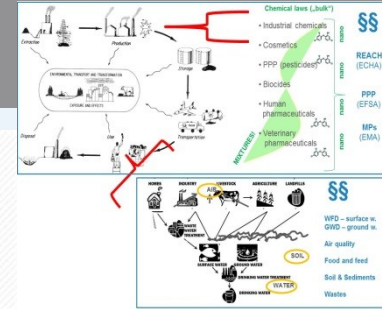 Extraction
Production
Storage
ENVIRONMENTAL TRANSPORT AND TRANSFORMATION
EXPOSURE AND EFFECTS
Disposal
Use
Transportation
Chemical laws („bulk")
• Industrial chemicals
• Cosmetics
• PPP (pesticides)
• Biocides
• Human
pharmaceuticals
• Veterinary
pharmaceuticals
MIXTURES!
nano
nano
nano
nano
§§
REACH
(ECHA)
PPP
(EFSA)
MPs
(EMA)
HOMES
INDUSTRY
AIR
AGRICULTURE
LANDFILLS
WASTE
WATER
TREATMENT
SURFACE WATER
GROUND WATER
SOIL
DRINKING WATER TREATMENT
WATER
DRINKING WATER
§§
WFD – surface w.
GWD – ground w.
Air quality
Food and feed
Soil & Sediments
Wastes